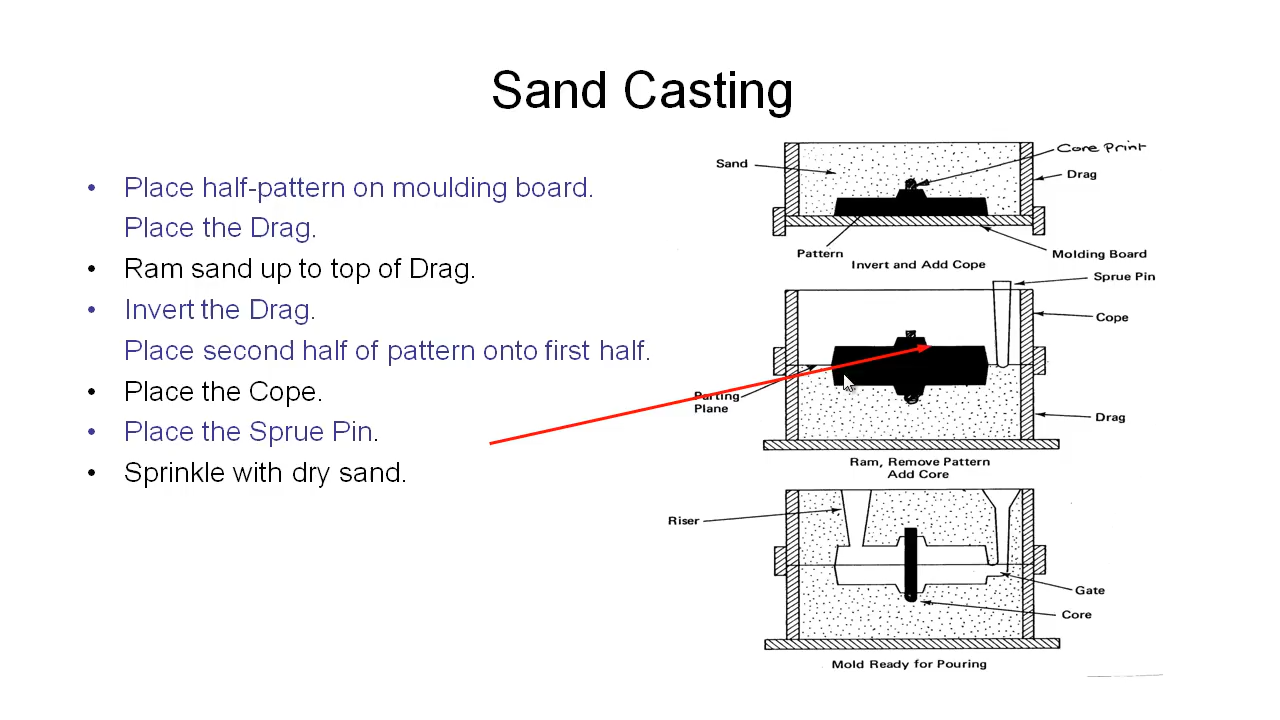 Sand Casting
• Place half-pattern on moulding board.
Place the Drag.
• Ram sand up to top of Drag.
• Invert the Drag.
Place second half of pattern onto first half.
• Place the Cope.
• Place the Sprue Pin.
• Sprinkle with dry sand.
Core Print
Sand
Drag
Pattern
Molding Board
Invert and Add Cope
Sprue Pin
Cope
Parting
Plane
Drag
Ram, Remove Pattern
Add Core
Riser
Gate
Core
Mold Ready for Pouring